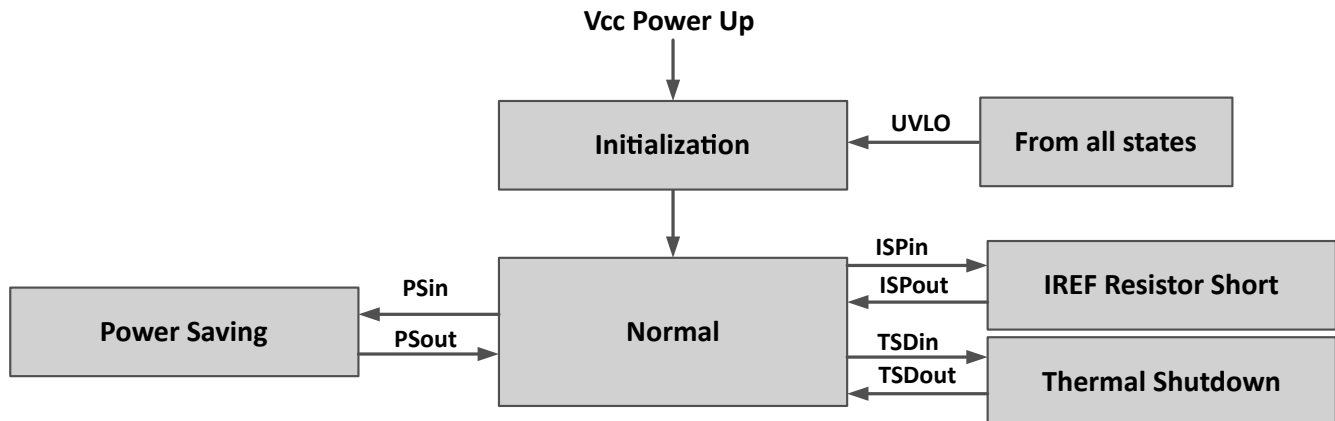 Vcc Power Up
Initialization
UVLO
From all states
Power Saving
PSin
PSout
Normal
ISPin
ISPout
IREF Resistor Short
TSDin
TSDout
Thermal Shutdown